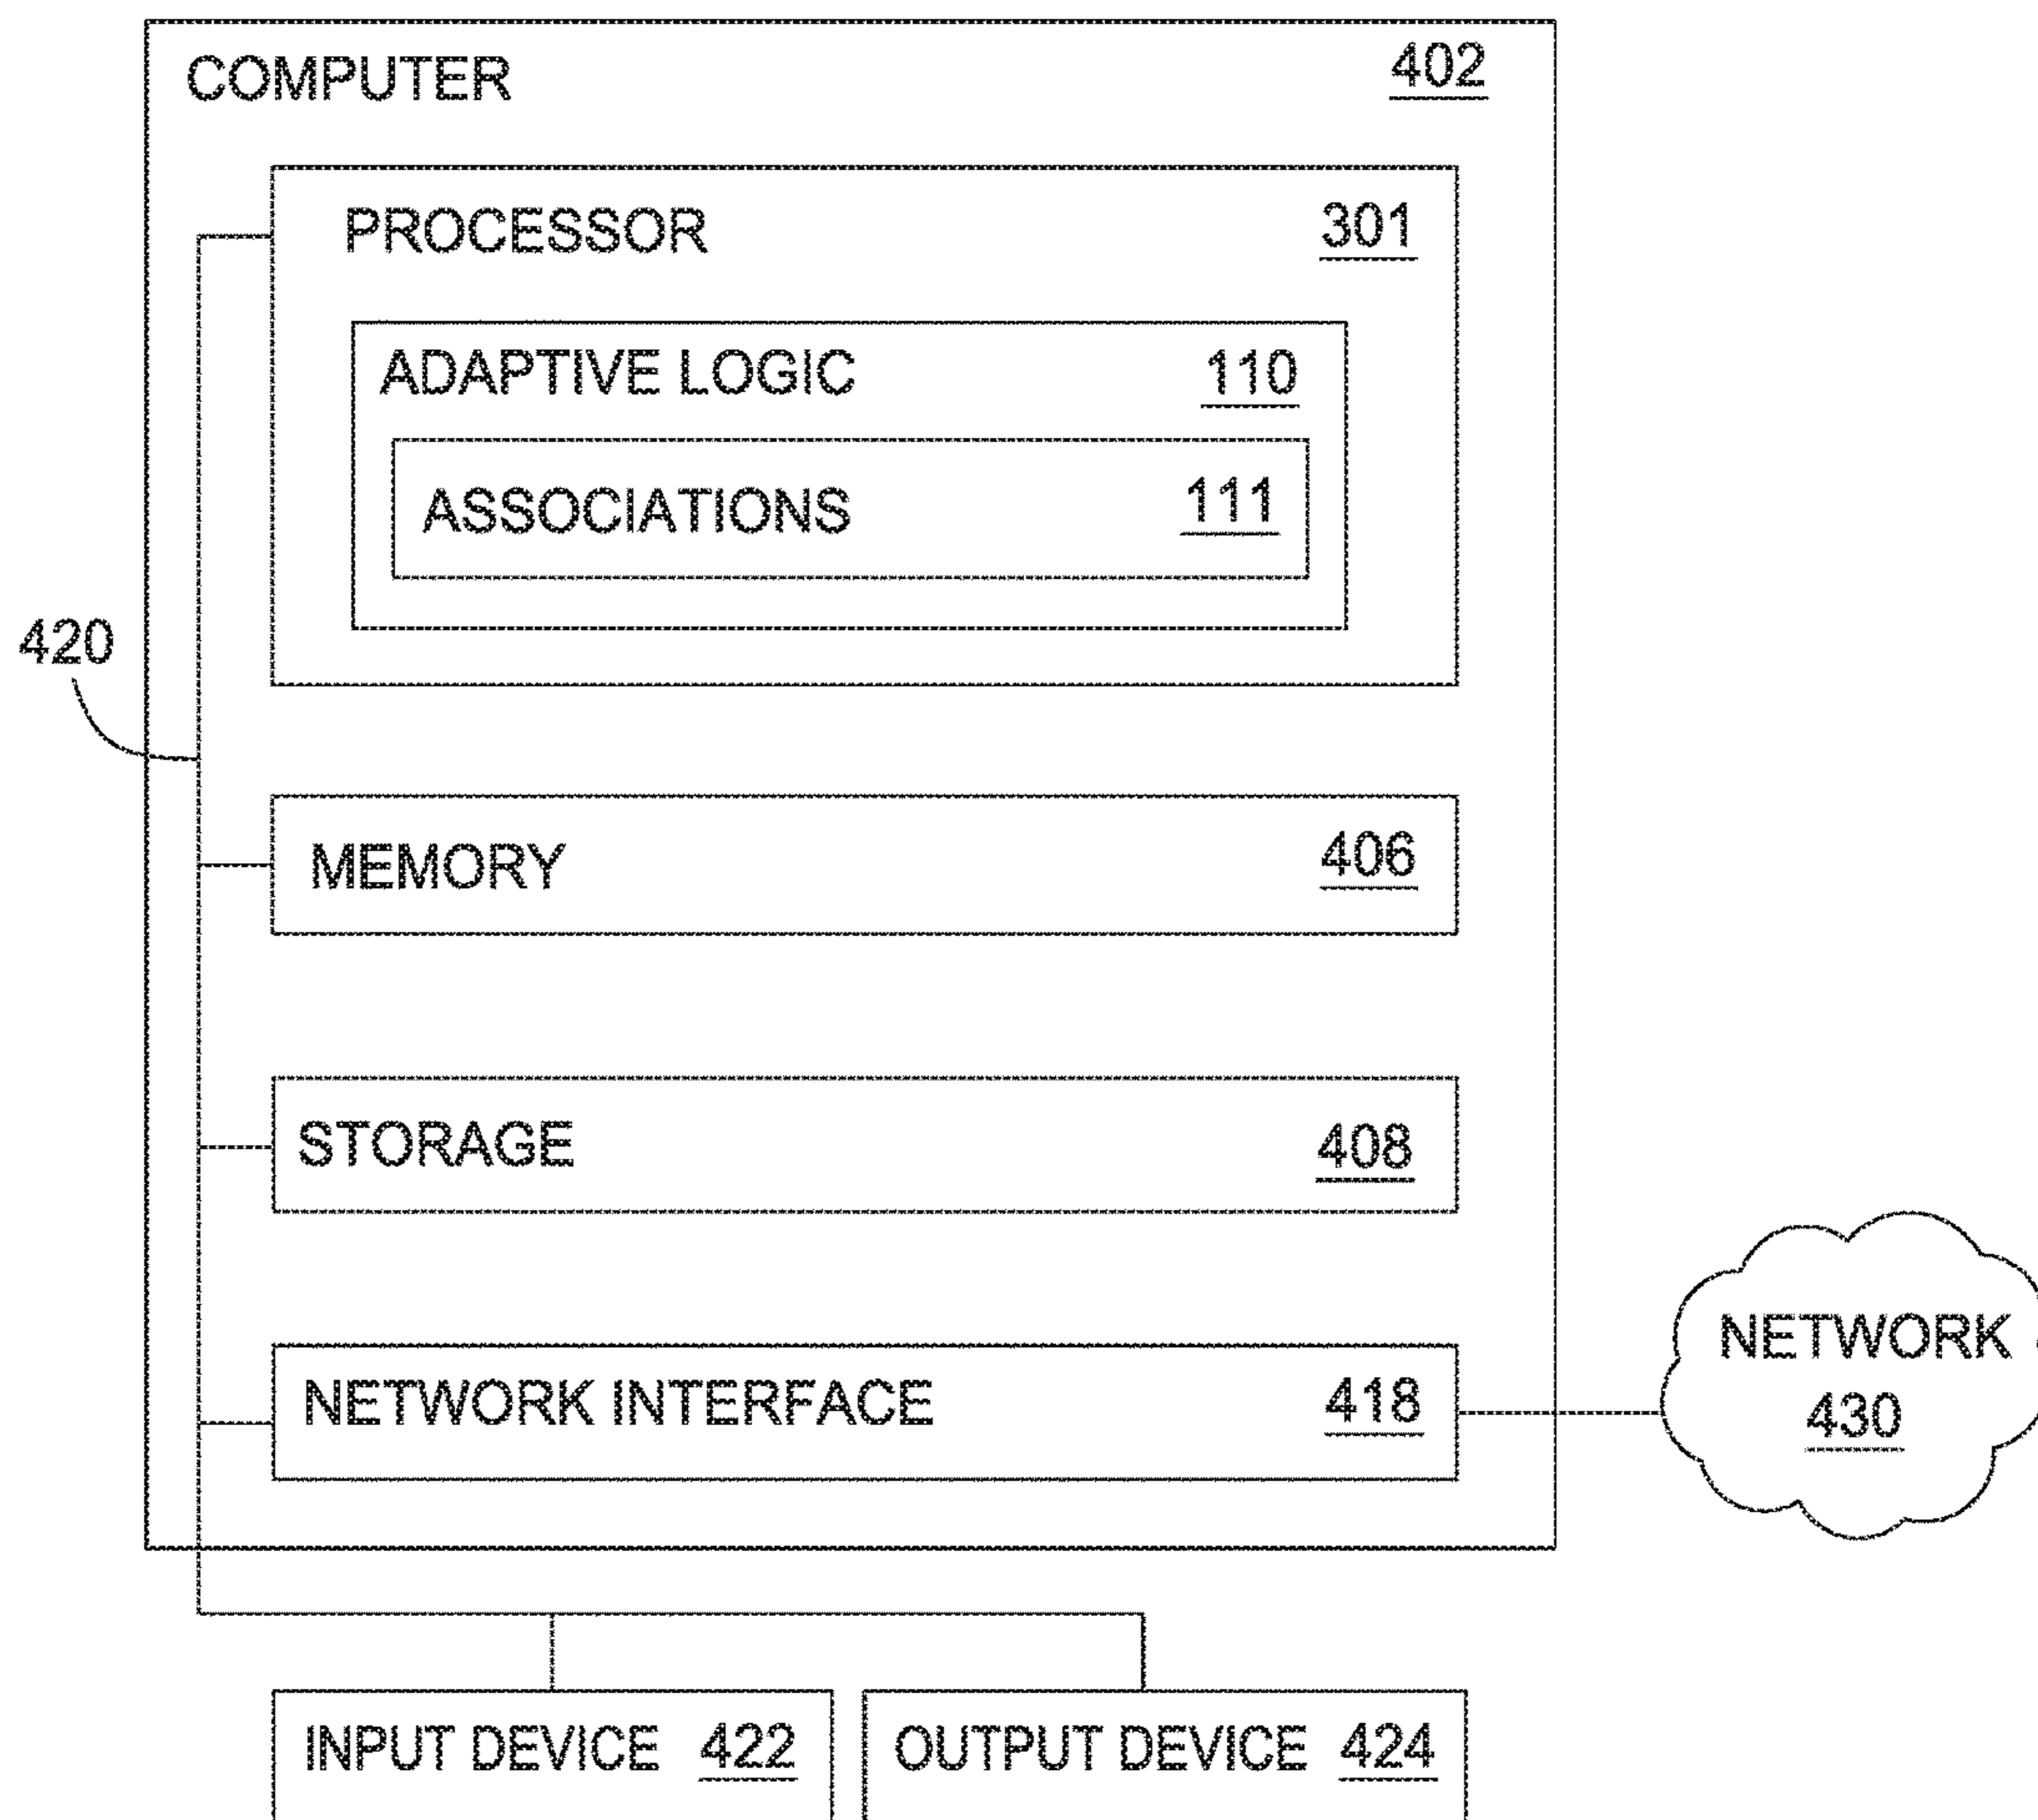 COMPUTER 402
PROCESSOR 301
ADAPTIVE LOGIC 110
ASSOCIATIONS 111
420
MEMORY 406
STORAGE 408
NETWORK INTERFACE 418
NETWORK
430
INPUT DEVICE 422
OUTPUT DEVICE 424